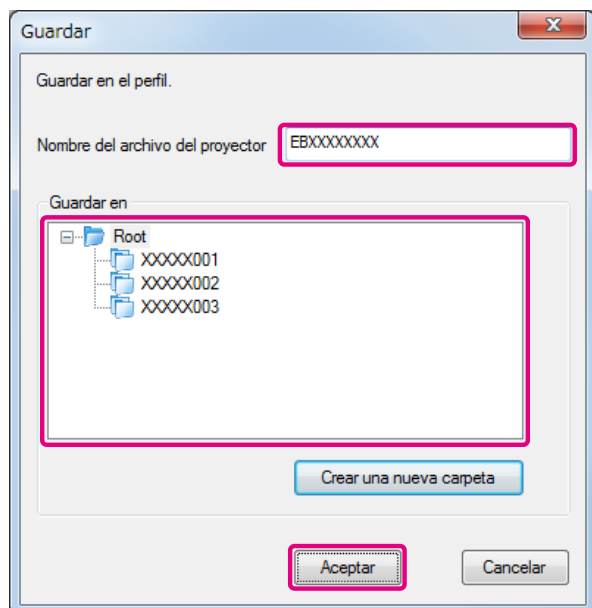 Guardar
Guardar en el perfil.
Nombre del archivo del proyector EBXXXXXXXX
Guardar en
Root
XXXXX001
XXXXX002
XXXXX003
Crear una nueva carpeta
Aceptar Cancelar